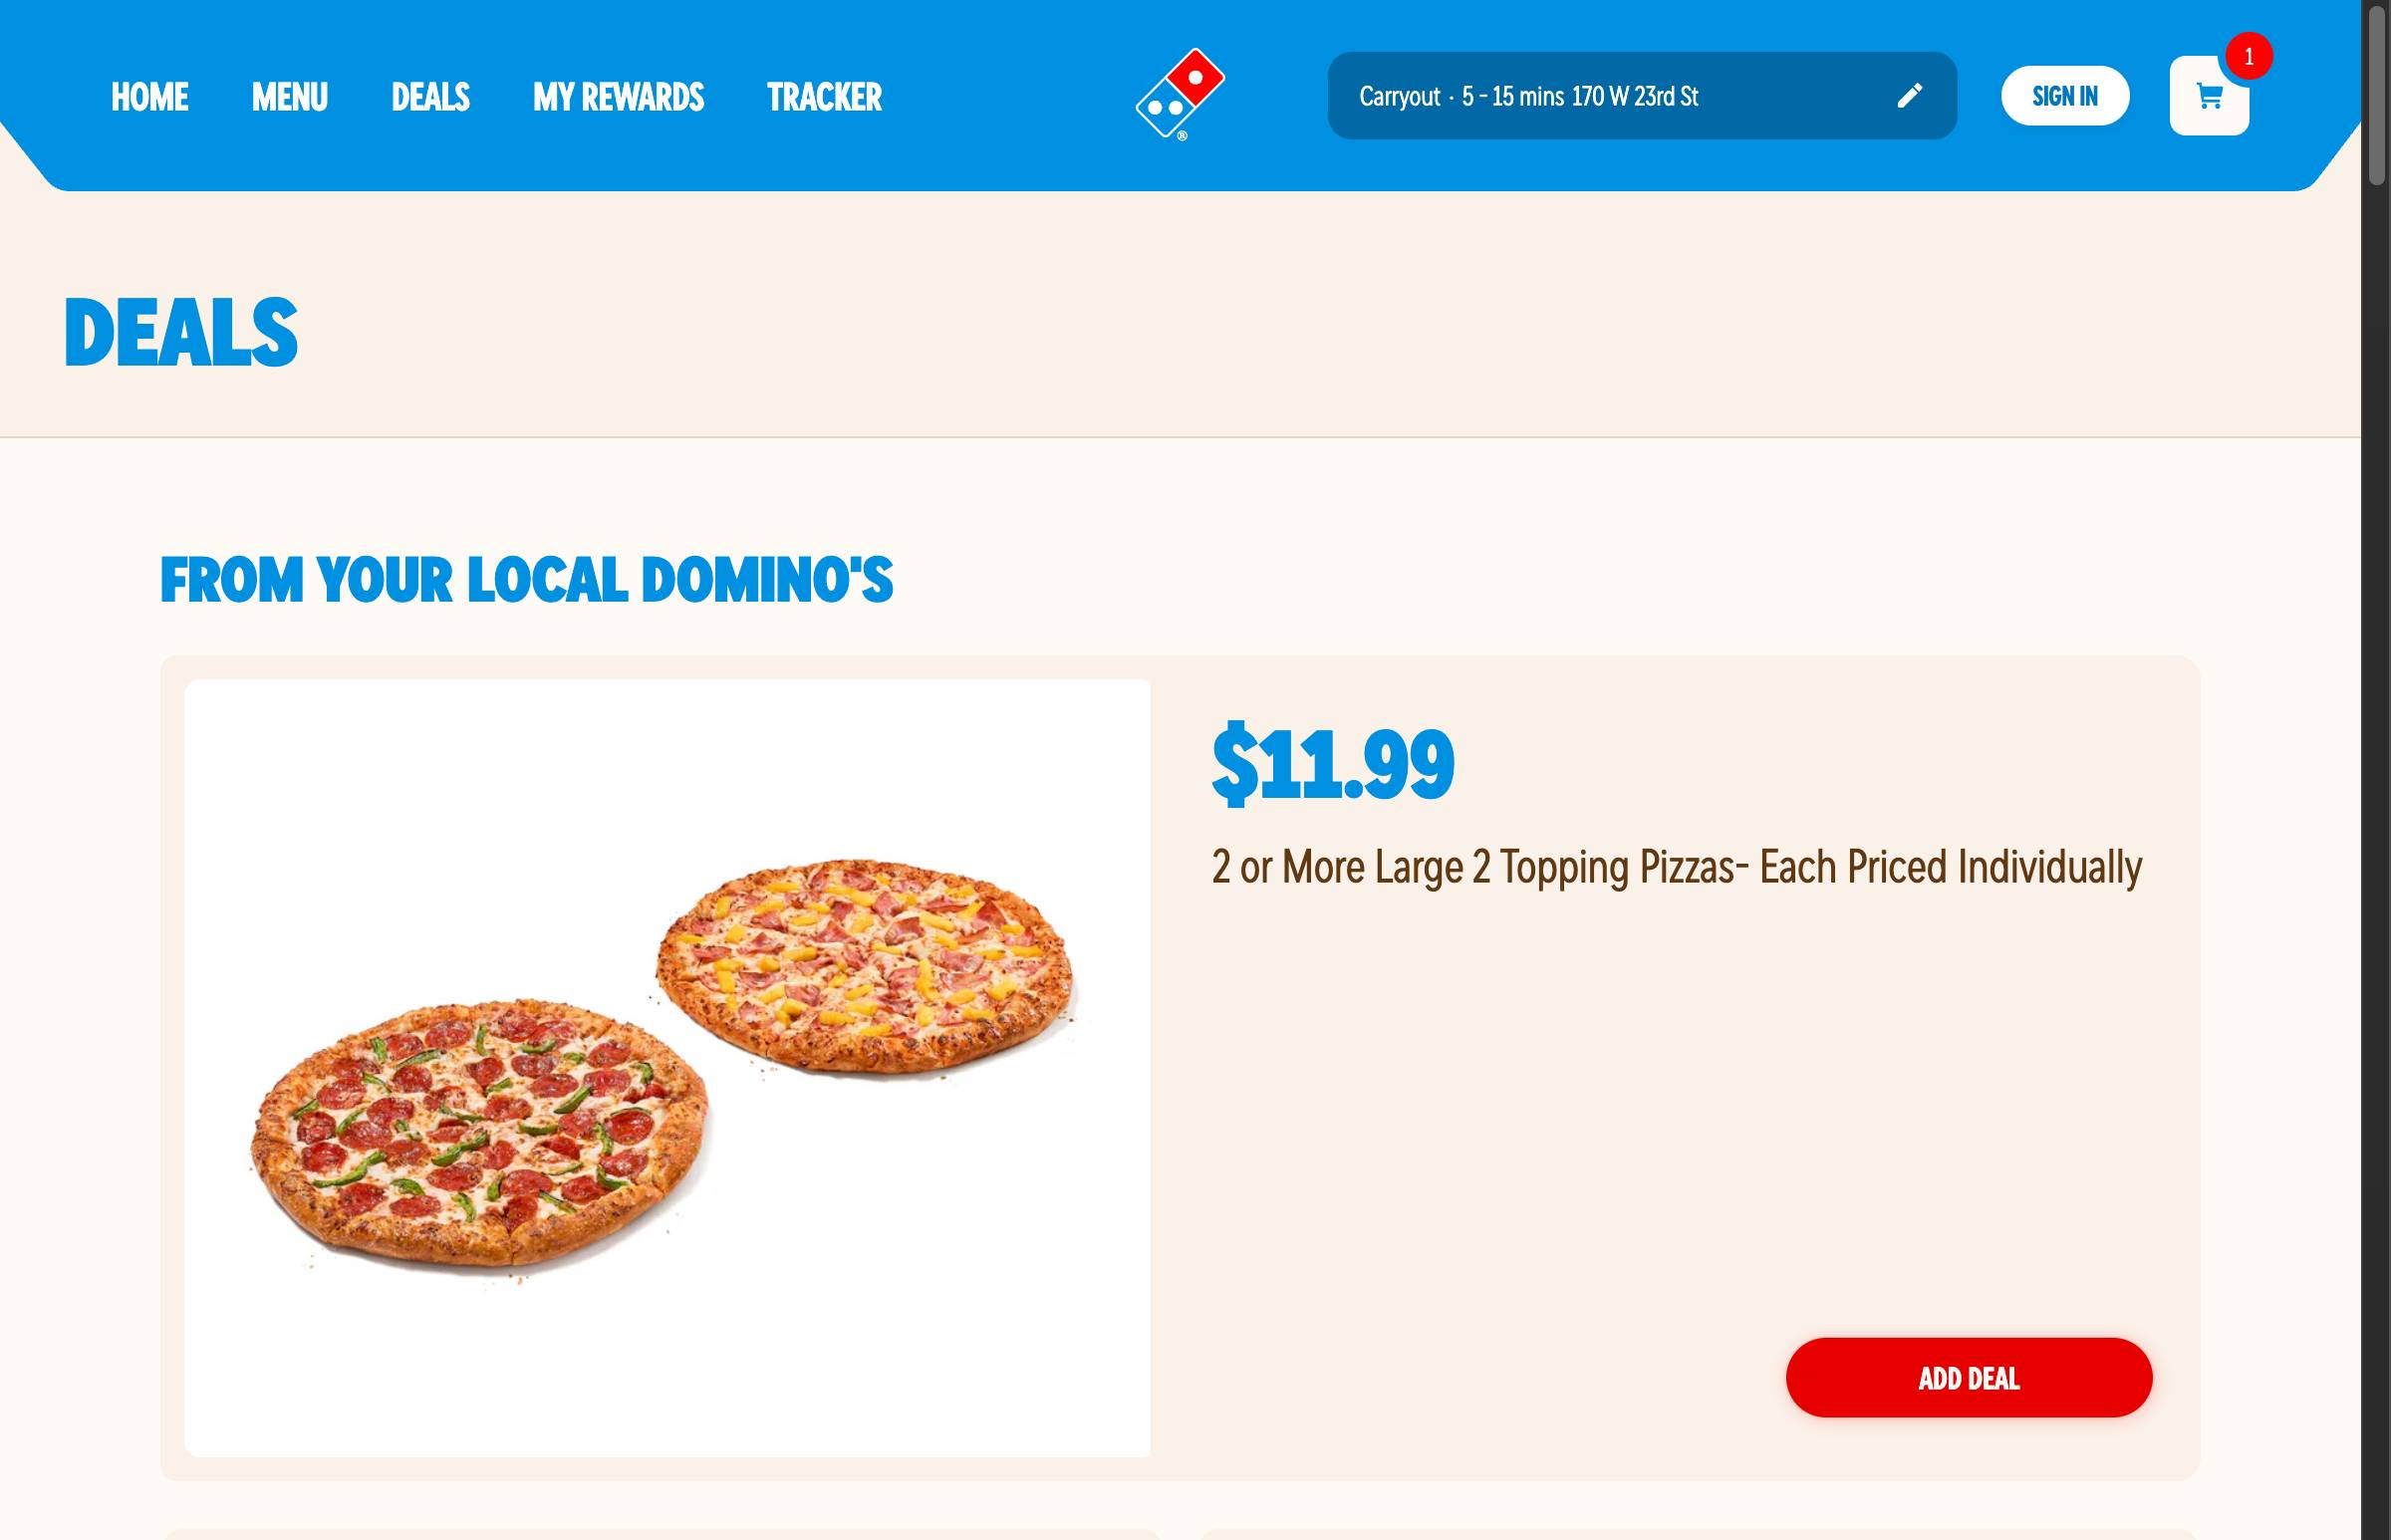 HOME MENU DEALS MY REWARDS TRACKER
®
Carryout · 5 - 15 mins 170 W 23rd St
SIGN IN
1
DEALS
FROM YOUR LOCAL DOMINO'S
$11.99
2 or More Large 2 Topping Pizzas- Each Priced Individually
ADD DEAL